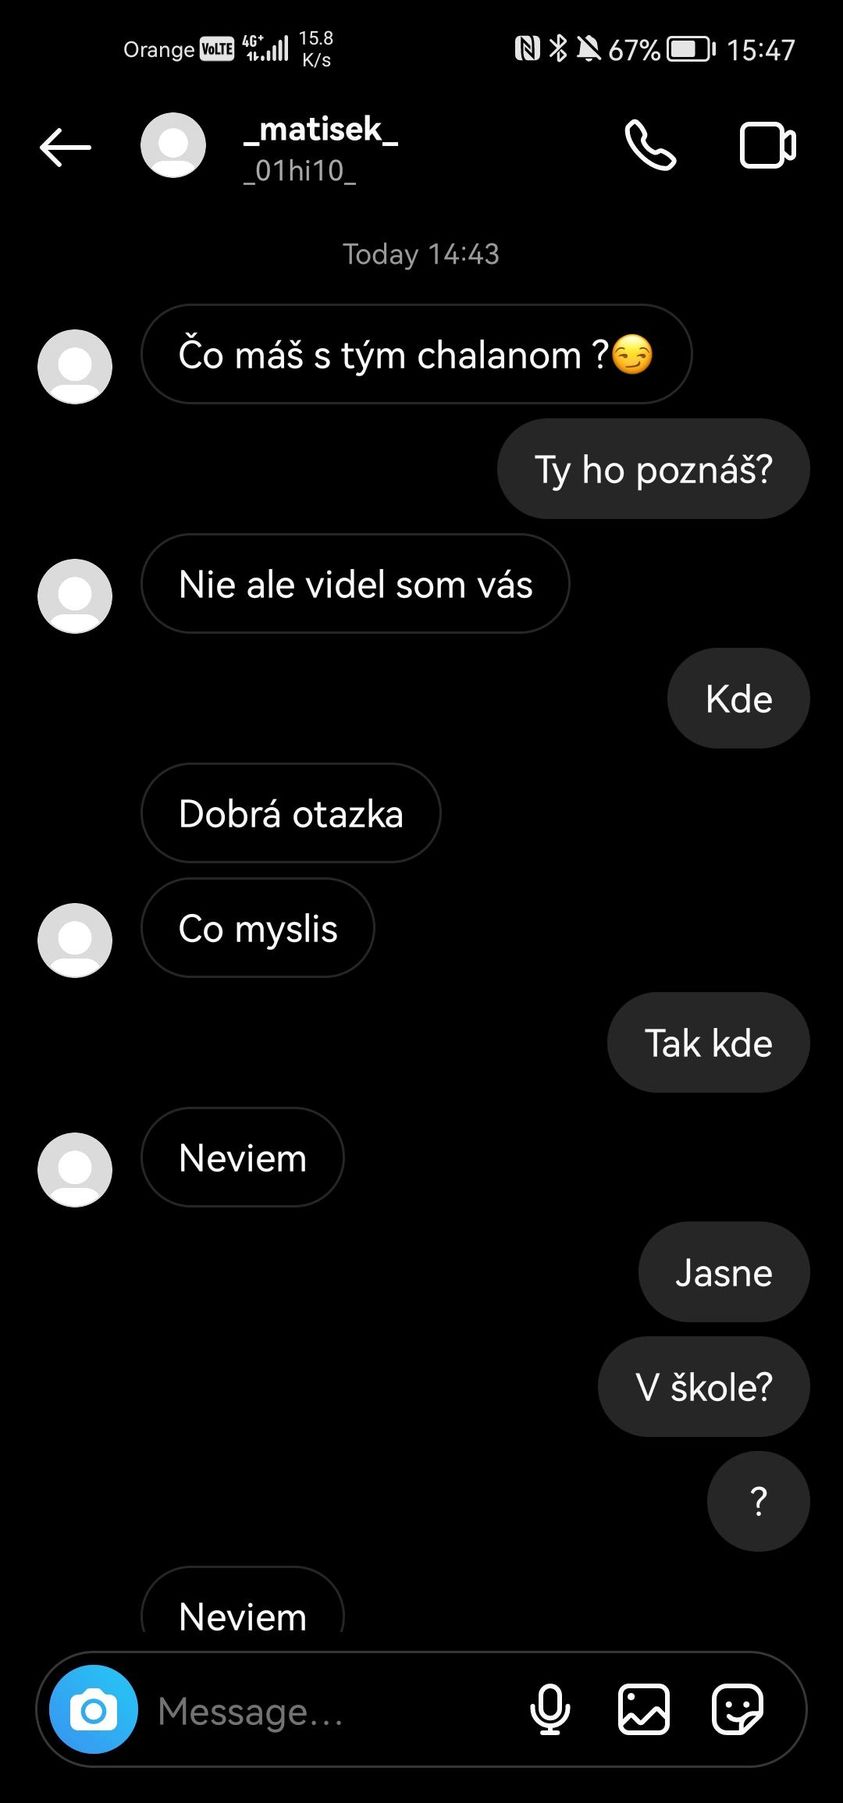 Orange VoLTE 4G+ 15.8 K/s 67% 15:47
_matisek_
_01hi10_
Today 14:43
Čo máš s tým chalanom ?😏
Ty ho poznáš?
Nie ale videl som vás
Kde
Dobrá otazka
Co myslis
Tak kde
Neviem
Jasne
V škole?
?
Neviem
Message...